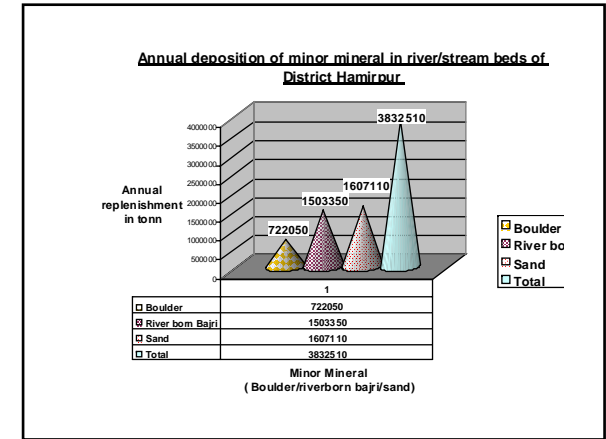 Annual deposition of minor mineral in river/stream beds of
District Hamirpur
Annual
replenishment
in tonn
4000000
3500000
3000000
2500000
2000000
1500000
1000000
500000
0
722050
1503350
1607110
3832510
Boulder
River bo
Sand
Total
1
Boulder 722050
River born Bajri 1503350
Sand 1607110
Total 3832510
Minor Mineral
( Boulder/riverborn bajri/sand)